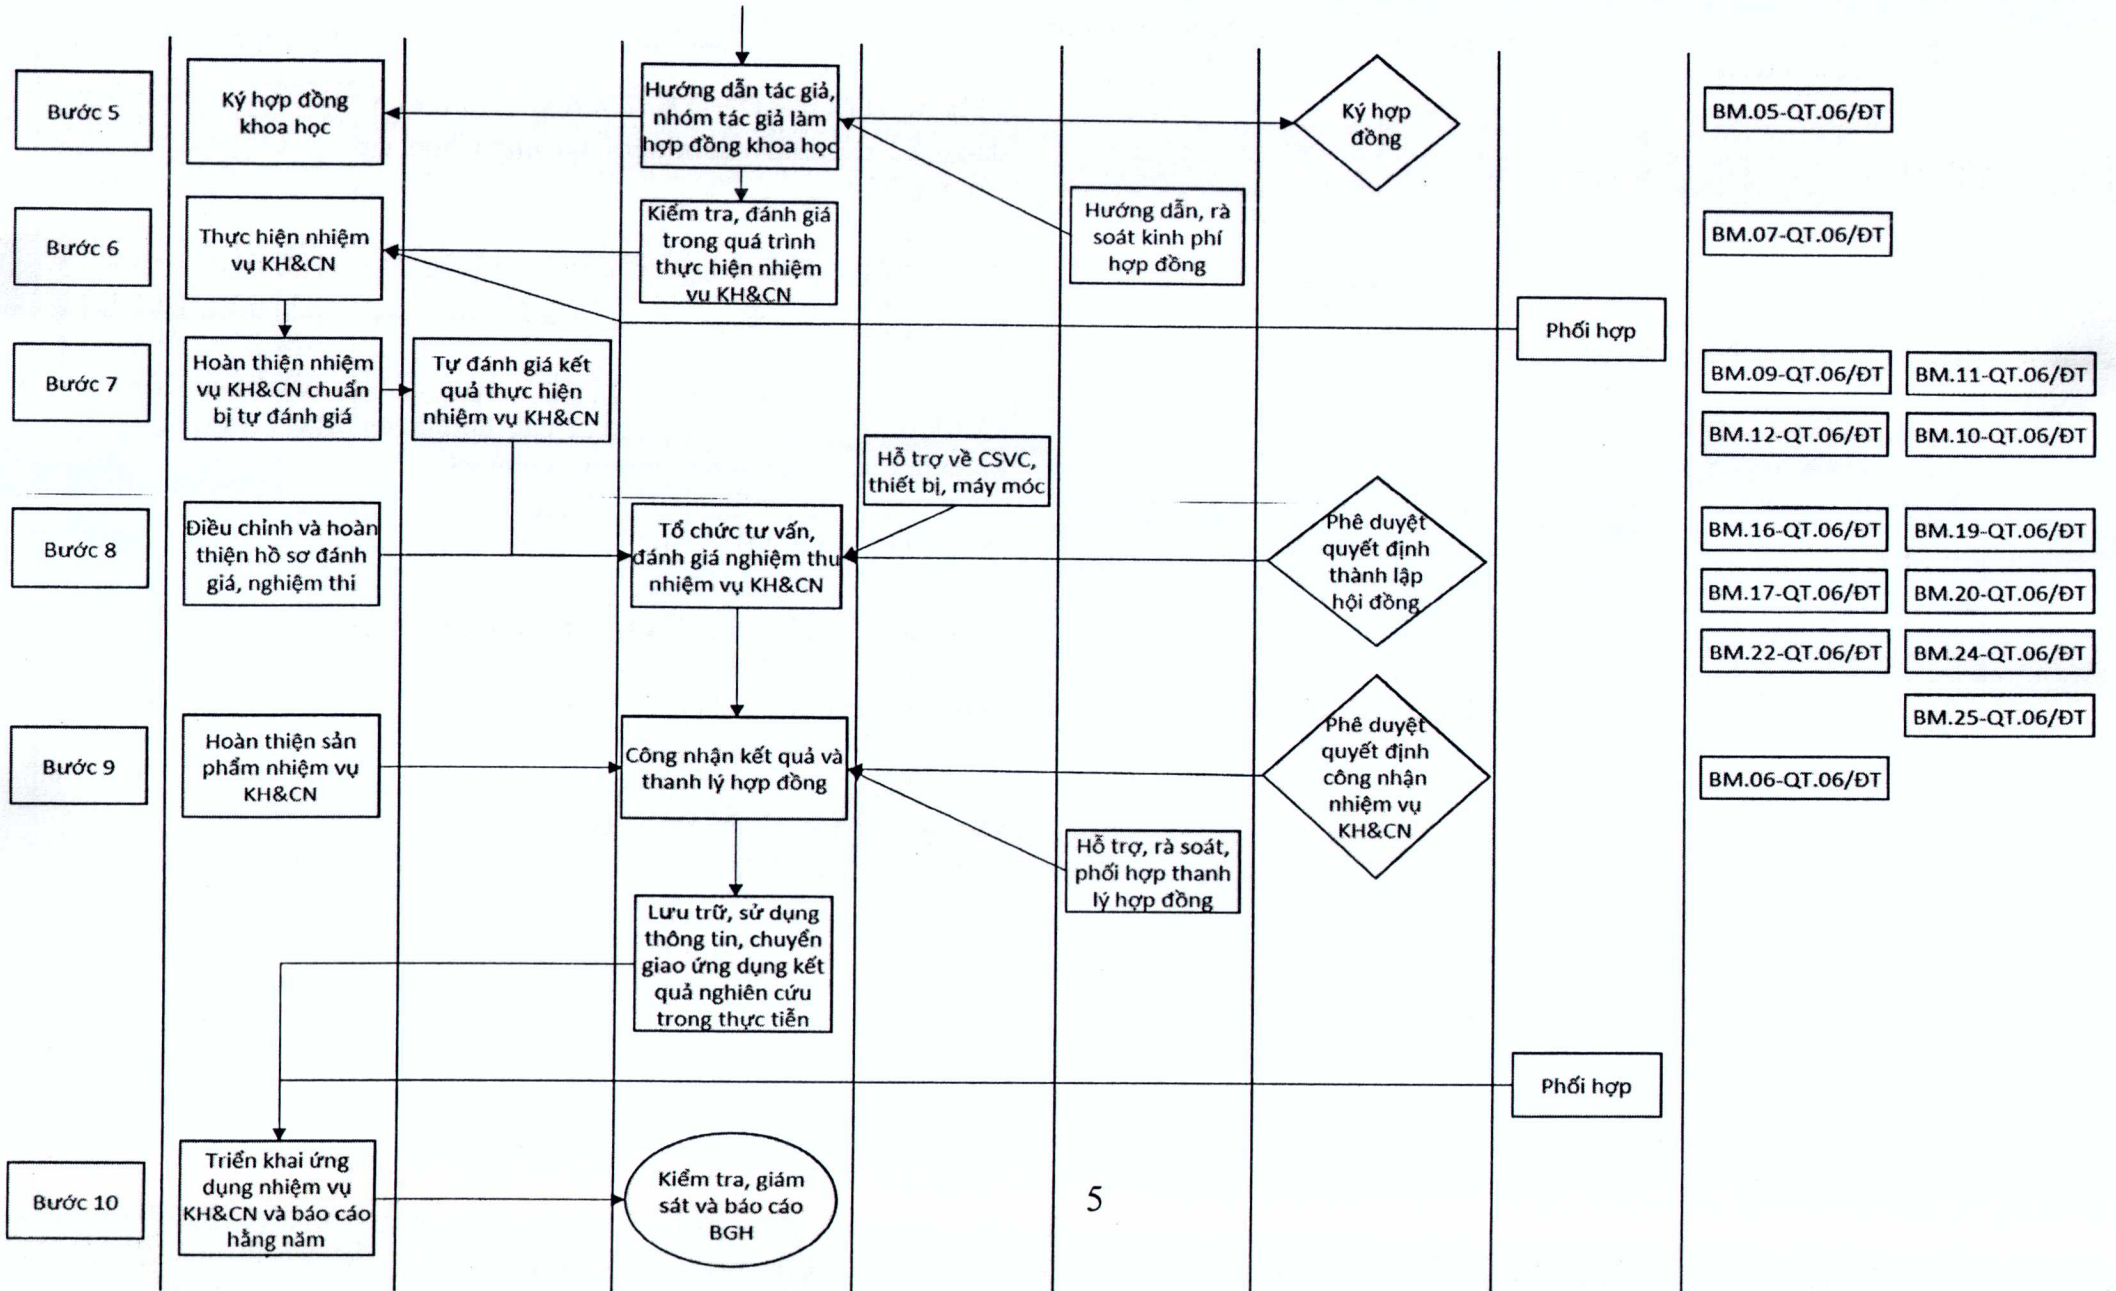 Bước 5
Ký hợp đồng
khoa học
Hướng dẫn tác giả,
nhóm tác giả làm
hợp đồng khoa học
Ký hợp
đồng
BM.05-QT.06/ĐT
Bước 6
Thực hiện nhiệm
vụ KH&CN
Kiểm tra, đánh giá
trong quá trình
thực hiện nhiệm
vụ KH&CN
Hướng dẫn, rà
soát kinh phí
hợp đồng
BM.07-QT.06/ĐT
Phối hợp
Bước 7
Hoàn thiện nhiệm
vụ KH&CN chuẩn
bị tự đánh giá
Tự đánh giá kết
quả thực hiện
nhiệm vụ KH&CN
BM.09-QT.06/ĐT
BM.11-QT.06/ĐT
BM.12-QT.06/ĐT
BM.10-QT.06/ĐT
Hỗ trợ về CSVC,
thiết bị, máy móc
Bước 8
Điều chỉnh và hoàn
thiện hồ sơ đánh
giá, nghiệm thi
Tổ chức tư vấn,
đánh giá nghiệm thu
nhiệm vụ KH&CN
Phê duyệt
quyết định
thành lập
hội đồng
BM.16-QT.06/ĐT
BM.19-QT.06/ĐT
BM.17-QT.06/ĐT
BM.20-QT.06/ĐT
BM.22-QT.06/ĐT
BM.24-QT.06/ĐT
BM.25-QT.06/ĐT
Bước 9
Hoàn thiện sản
phẩm nhiệm vụ
KH&CN
Công nhận kết quả và
thanh lý hợp đồng
Phê duyệt
quyết định
công nhận
nhiệm vụ
KH&CN
BM.06-QT.06/ĐT
Hỗ trợ, rà soát,
phối hợp thanh
lý hợp đồng
Lưu trữ, sử dụng
thông tin, chuyển
giao ứng dụng kết
quả nghiên cứu
trong thực tiễn
Phối hợp
Bước 10
Triển khai ứng
dụng nhiệm vụ
KH&CN và báo cáo
hằng năm
Kiểm tra, giám
sát và báo cáo
BGH
5